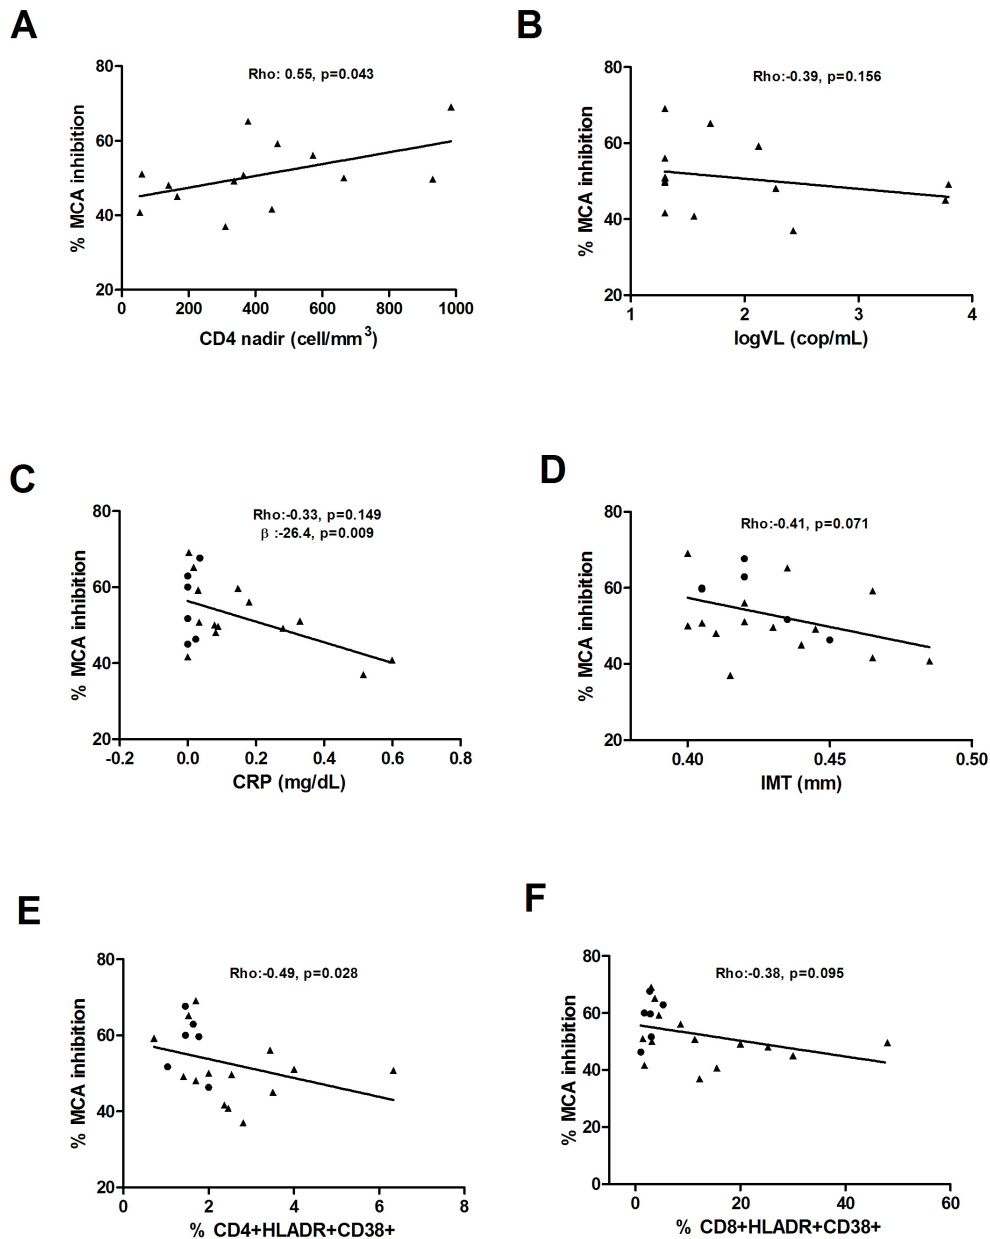 A
Rho: 0.55, p=0.043
% MCA inhibition
80
60
40
20
0
200
400
600
800
1000
CD4 nadir (cell/mm³)
B
Rho:-0.39, p=0.156
% MCA inhibition
80
60
40
20
1
2
3
4
logVL (cop/mL)
C
Rho:-0.33, p=0.149
β :-26.4, p=0.009
% MCA inhibition
80
60
40
20
-0.2
0.0
0.2
0.4
0.6
0.8
CRP (mg/dL)
D
Rho:-0.41, p=0.071
% MCA inhibition
80
60
40
20
0.40
0.45
0.50
IMT (mm)
E
Rho:-0.49, p=0.028
% MCA inhibition
80
60
40
20
0
2
4
6
8
% CD4+HLADR+CD38+
F
Rho:-0.38, p=0.095
% MCA inhibition
80
60
40
20
0
0
20
40
60
% CD8+HLADR+CD38+